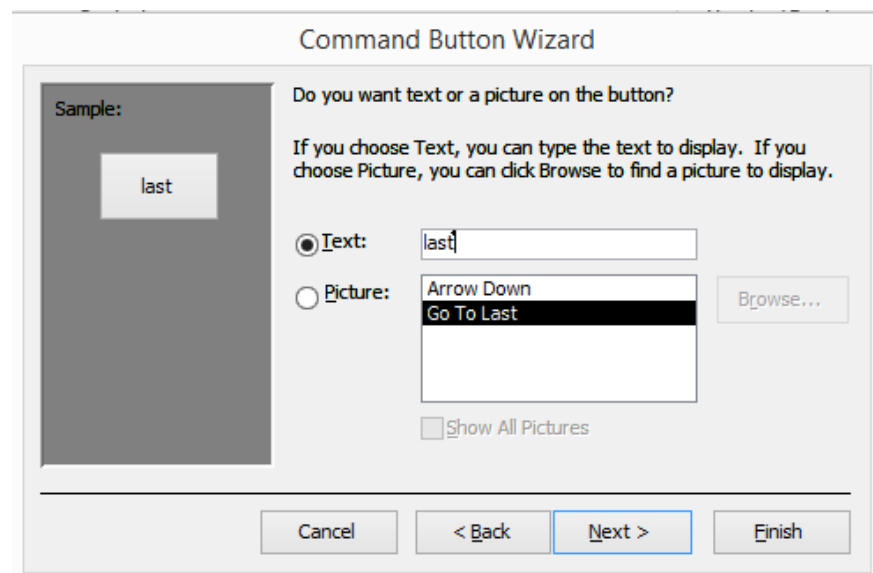 Command Button Wizard
Sample:
last
Do you want text or a picture on the button?
If you choose Text, you can type the text to display. If you
choose Picture, you can click Browse to find a picture to display.
Text:
last
Picture:
Arrow Down
Go To Last
Browse...
Show All Pictures
Cancel
< Back
Next >
Finish